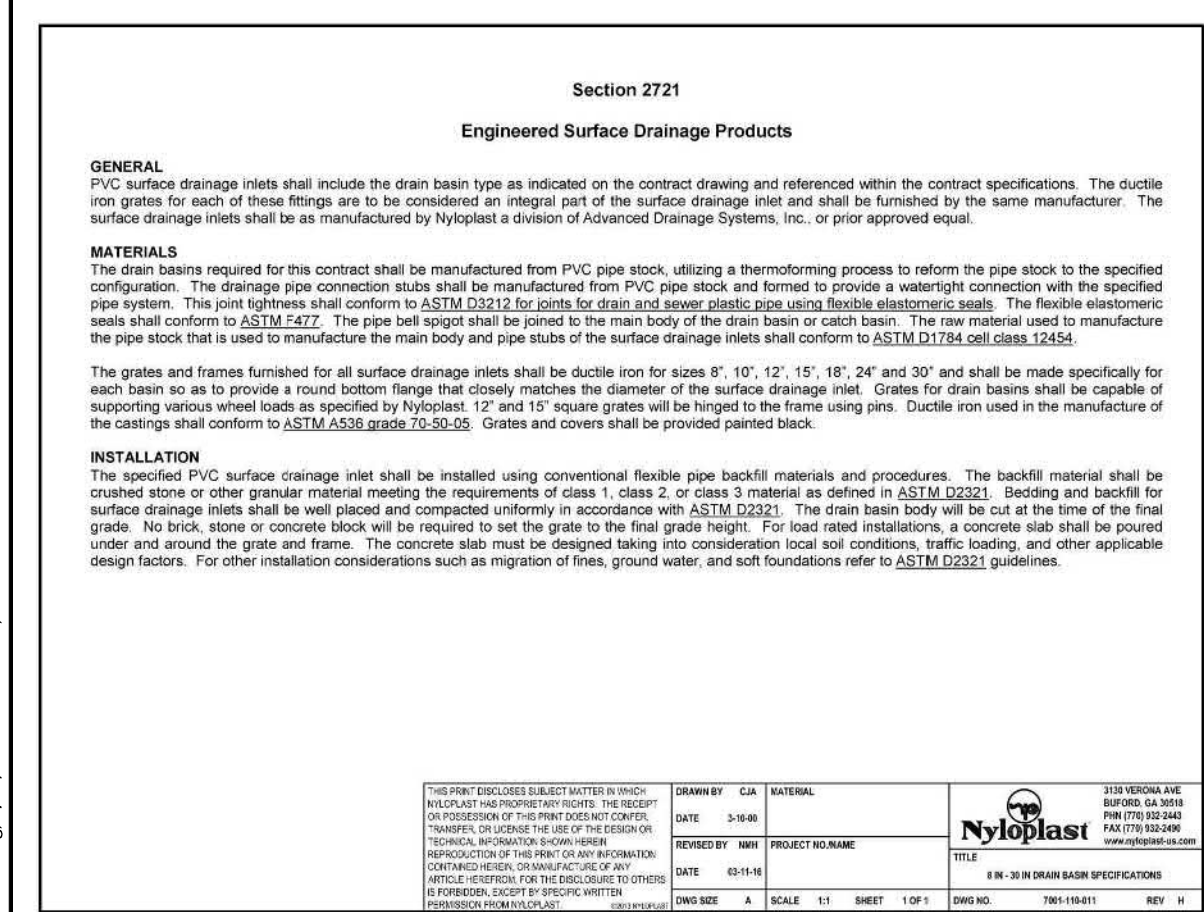 Section 2721
Engineered Surface Drainage Products
GENERAL
PVC surface drainage inlets shall include the drain basin type as indicated on the contract drawing and referenced within the contract specifications. The ductile
iron grates for each of these fittings are to be considered an integral part of the surface drainage inlet and shall be furnished by the same manufacturer. The
surface drainage inlets shall be as manufactured by Nyloplast a division of Advanced Drainage Systems, Inc., or prior approved equal.
MATERIALS
The drain basins required for this contract shall be manufactured from PVC pipe stock, utilizing a thermoforming process to reform the pipe stock to the specified
configuration. The drainage pipe connection stubs shall be manufactured from PVC pipe stock and formed to provide a watertight connection with the specified
pipe system. This joint tightness shall conform to ASTM D3212 for joints for drain and sewer plastic pipe using flexible elastomeric seals. The flexible elastomeric
seals shall conform to ASTM F477. The pipe bell spigot shall be joined to the main body of the drain basin or catch basin. The raw material used to manufacture
the pipe stock that is used to manufacture the main body and pipe stubs of the surface drainage inlets shall conform to ASTM D1784 cell class 12454.
The grates and frames furnished for all surface drainage inlets shall be ductile iron for sizes 8", 10", 12", 15", 18", 24" and 30" and shall be made specifically for
each basin so as to provide a round bottom flange that closely matches the diameter of the surface drainage inlet. Grates for drain basins shall be capable of
supporting various wheel loads as specified by Nyloplast. 12" and 15" square grates will be hinged to the frame using pins. Ductile iron used in the manufacture of
the castings shall conform to ASTM A536 grade 70-50-05. Grates and covers shall be provided painted black.
INSTALLATION
The specified PVC surface drainage inlet shall be installed using conventional flexible pipe backfill materials and procedures. The backfill material shall be
crushed stone or other granular material meeting the requirements of class 1, class 2, or class 3 material as defined in ASTM D2321. Bedding and backfill for
surface drainage inlets shall be well placed and compacted uniformly in accordance with ASTM D2321. The drain basin body will be cut at the time of the final
grade. No brick, stone or concrete block will be required to set the grate to the final grade height. For load rated installations, a concrete slab shall be poured
under and around the grate and frame. The concrete slab must be designed taking into consideration local soil conditions, traffic loading, and other applicable
design factors. For other installation considerations such as migration of fines, ground water, and soft foundations refer to ASTM D2321 guidelines.
THIS PRINT DISCLOSES SUBJECT MATTER IN WHICH
NYLOPLAST HAS PROPRIETARY RIGHTS. THE RECEIPT
OR POSSESSION OF THIS PRINT DOES NOT CONFER,
TRANSFER, OR LICENSE THE USE OF THE DESIGN OR
TECHNICAL INFORMATION SHOWN HEREIN
REPRODUCTION OF THIS PRINT OR ANY INFORMATION
CONTAINED HEREIN, OR MANUFACTURE OF ANY
ARTICLE HEREFROM, FOR THE DISCLOSURE TO OTHERS
IS FORBIDDEN, EXCEPT BY SPECIFIC WRITTEN
PERMISSION FROM NYLOPLAST. ©2013 NYLOPLAST
DRAWN BY CJA
DATE 3-10-00
REVISED BY NMH
DATE 03-11-16
DWG SIZE A
MATERIAL
PROJECT NO./NAME
SCALE 1:1 SHEET 1 OF 1
Nyloplast
3130 VERONA AVE
BUFORD, GA 30518
PHN (770) 932-2443
FAX (770) 932-2490
www.nyloplast-us.com
TITLE
8 IN - 30 IN DRAIN BASIN SPECIFICATIONS
DWG NO. 7001-110-011 REV H